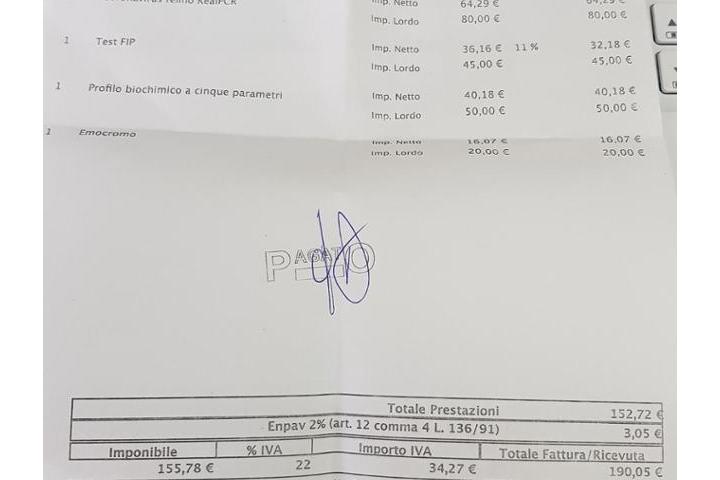 RealPCR Imp. Netto 64,29 € 64,29 €
Imp. Lordo 80,00 € 80,00 €
1 Test FIP Imp. Netto 36,16 € 11 % 32,18 €
Imp. Lordo 45,00 € 45,00 €
1 Profilo biochimico a cinque parametri Imp. Netto 40,18 € 40,18 €
Imp. Lordo 50,00 € 50,00 €
1 Emocromo Imp. Netto 16,07 € 16,07 €
Imp. Lordo 20,00 € 20,00 €
PAGATO
Totale Prestazioni 152,72 €
Enpav 2% (art. 12 comma 4 L. 136/91) 3,05 €
Imponibile % IVA Importo IVA Totale Fattura/Ricevuta
155,78 € 22 34,27 € 190,05 €